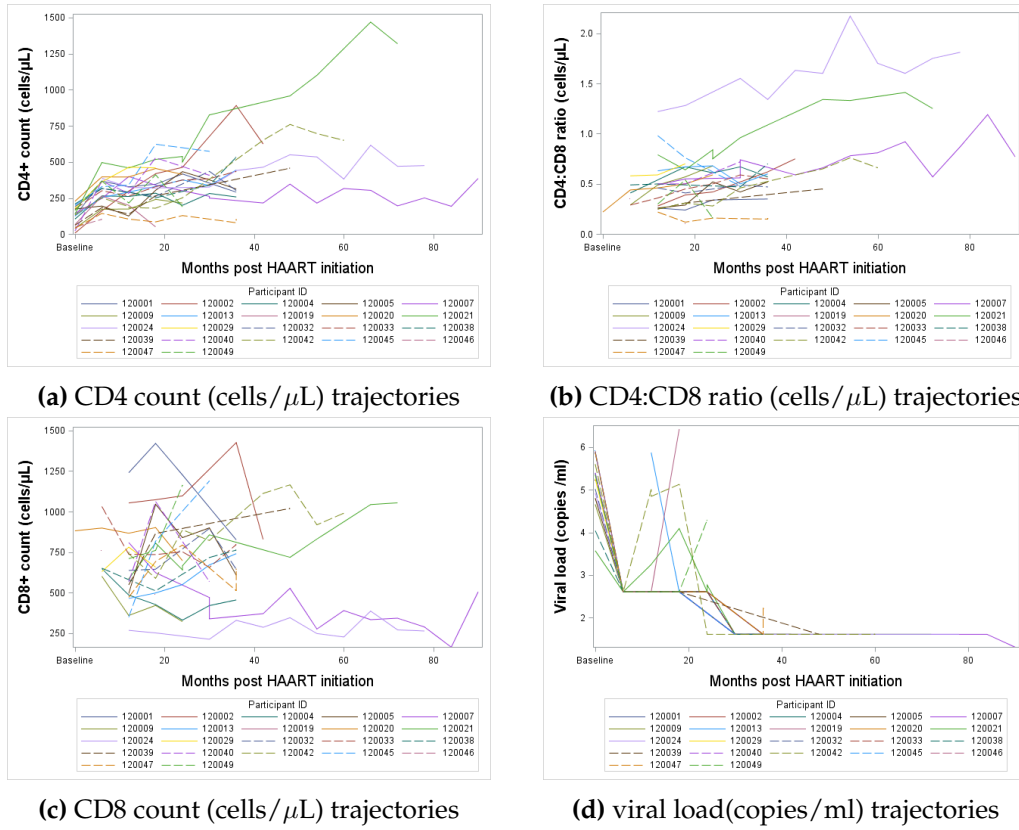 1500
1250
1000
750
500
250
0
CD4+ count (cells/µL)
Baseline 20 40 60 80
Months post HAART initiation
Participant ID
120001 120002 120004 120005 120007
120009 120013 120019 120020 120021
120024 120029 120032 120033 120038
120039 120040 120042 120045 120046
120047 120049
(a) CD4 count (cells/µL) trajectories
2.0
1.5
1.0
0.5
0.0
CD4:CD8 ratio (cells/µL)
Baseline 20 40 60 80
Months post HAART initiation
Participant ID
120001 120002 120004 120005 120007
120009 120013 120019 120020 120021
120024 120029 120032 120033 120038
120039 120040 120042 120045 120046
120047 120049
(b) CD4:CD8 ratio (cells/µL) trajectories
1500
1250
1000
750
500
250
CD8+ count (cells/µL)
Baseline 20 40 60 80
Months post HAART initiation
Participant ID
120001 120002 120004 120005 120007
120009 120013 120019 120020 120021
120024 120029 120032 120033 120038
120039 120040 120042 120045 120046
120047 120049
(c) CD8 count (cells/µL) trajectories
6
5
4
3
2
Viral load (copies /ml)
Baseline 20 40 60 80
Months post HAART initiation
Participant ID
120001 120002 120004 120005 120007
120009 120013 120019 120020 120021
120024 120029 120032 120033 120038
120039 120040 120042 120045 120046
120047 120049
(d) viral load(copies/ml) trajectories